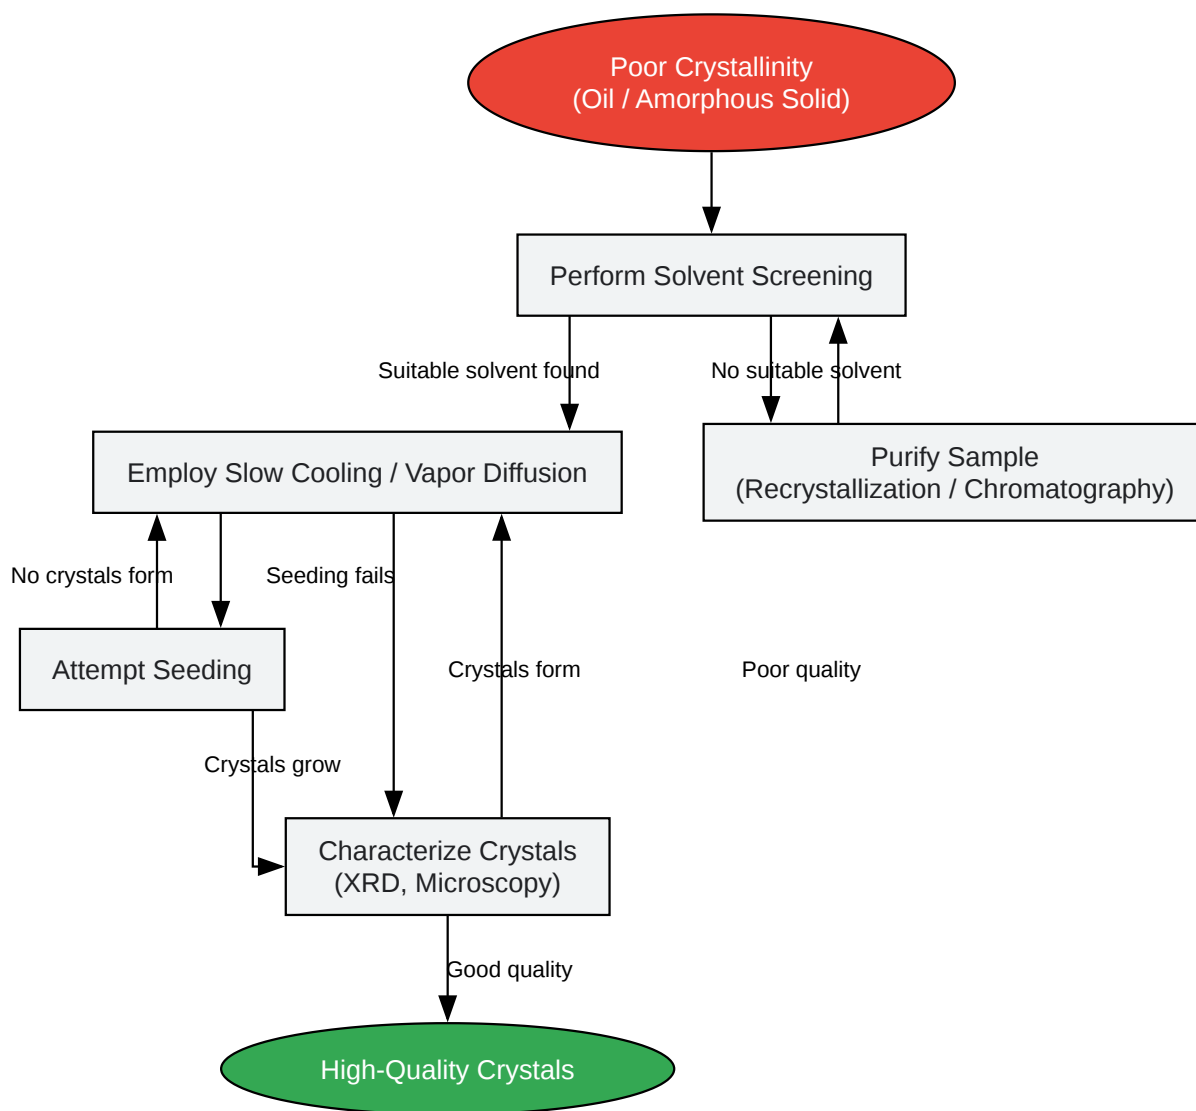 Poor Crystallinity
(Oil / Amorphous Solid)
Perform Solvent Screening
Suitable solvent found
No suitable solvent
Employ Slow Cooling / Vapor Diffusion
Purify Sample
(Recrystallization / Chromatography)
No crystals form
Seeding fails
Attempt Seeding
Crystals form
Poor quality
Crystals grow
Characterize Crystals
(XRD, Microscopy)
Good quality
High-Quality Crystals